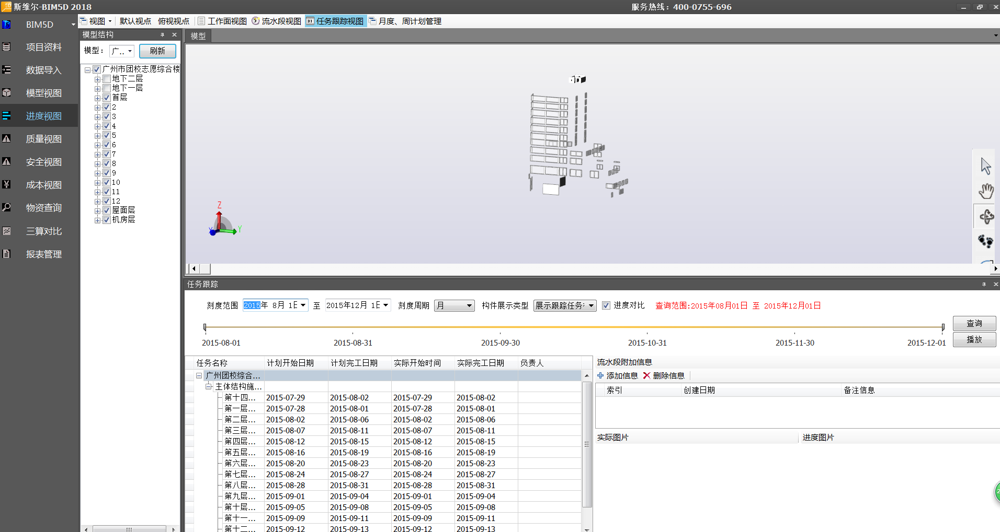 斯维尔-BIM5D 2018
服务热线：400-0755-696
BIM5D
视图
默认视点
俯视视点
工作面视图
流水段视图
31 任务跟踪视图
月度、周计划管理
项目资料
数据导入
模型视图
进度视图
质量视图
安全视图
成本视图
物资查询
三算对比
报表管理
模型结构
模型：
广..
刷新
广州市团校志愿综合楼
地下二层
地下一层
首层
2
3
4
5
6
7
8
9
10
11
12
屋面层
机房层
模型
Z
Y
任务跟踪
刻度范围 2015年 8月 1日 至 2015年12月 1日 刻度周期 月 构件展示类型 展示跟踪任务 进度对比 查询范围:2015年08月01日 至 2015年12月01日
查询
播放
2015-08-01 2015-08-31 2015-09-30 2015-10-31 2015-11-30 2015-12-01
任务名称 计划开始日期 计划完工日期 实际开始时间 实际完工日期 负责人
广州团校综合...
主体结构施...
第十四... 2015-07-29 2015-08-02 2015-07-29 2015-08-02
第一层... 2015-07-28 2015-08-01 2015-07-28 2015-08-01
第二层... 2015-08-02 2015-08-06 2015-08-02 2015-08-06
第三层... 2015-08-07 2015-08-11 2015-08-07 2015-08-11
第四层... 2015-08-12 2015-08-15 2015-08-12 2015-08-15
第五层... 2015-08-16 2015-08-19 2015-08-16 2015-08-19
第六层... 2015-08-20 2015-08-23 2015-08-20 2015-08-23
第七层... 2015-08-24 2015-08-27 2015-08-24 2015-08-27
第八层... 2015-08-28 2015-08-31 2015-08-28 2015-08-31
第九层... 2015-09-01 2015-09-04 2015-09-01 2015-09-04
第十层... 2015-09-05 2015-09-08 2015-09-05 2015-09-08
第十一... 2015-09-09 2015-09-11 2015-09-09 2015-09-11
第十二... 2015-09-12 2015-09-13 2015-09-12 2015-09-13
流水段附加信息
添加信息 删除信息
索引 创建日期 备注信息
实际图片 进度图片